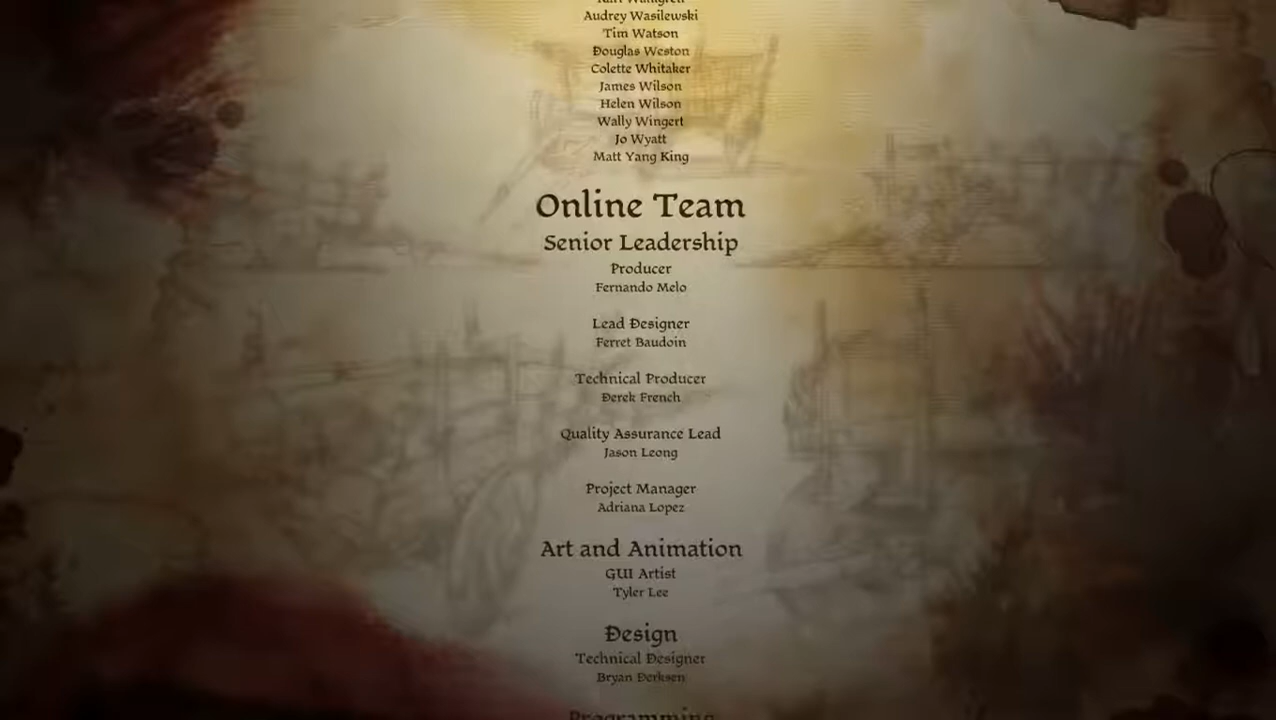 Audrey Wasilewski
Tim Watson
Douglas Weston
Colette Whitaker
James Wilson
Helen Wilson
Wally Wingert
Jo Wyatt
Matt Yang King
Online Team
Senior Leadership
Producer
Fernando Melo
Lead Designer
Ferret Baudoin
Technical Producer
Derek French
Quality Assurance Lead
Jason Leong
Project Manager
Adriana Lopez
Art and Animation
GUI Artist
Tyler Lee
Design
Technical Designer
Bryan Derksen
Programming